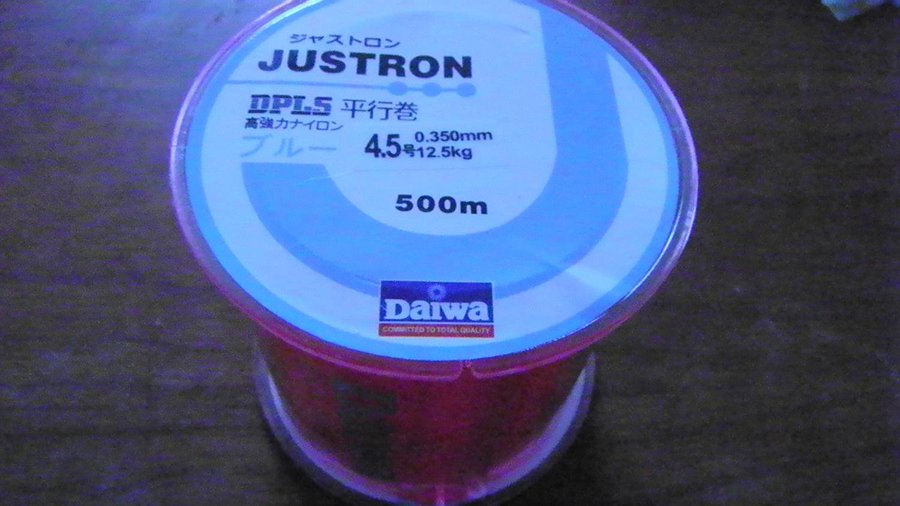 ジャストロン
JUSTRON
DPLS 平行巻
高強力ナイロン
ブルー 4.5号 0.350mm
12.5kg
500m
Daiwa
COMMITTED TO TOTAL QUALITY